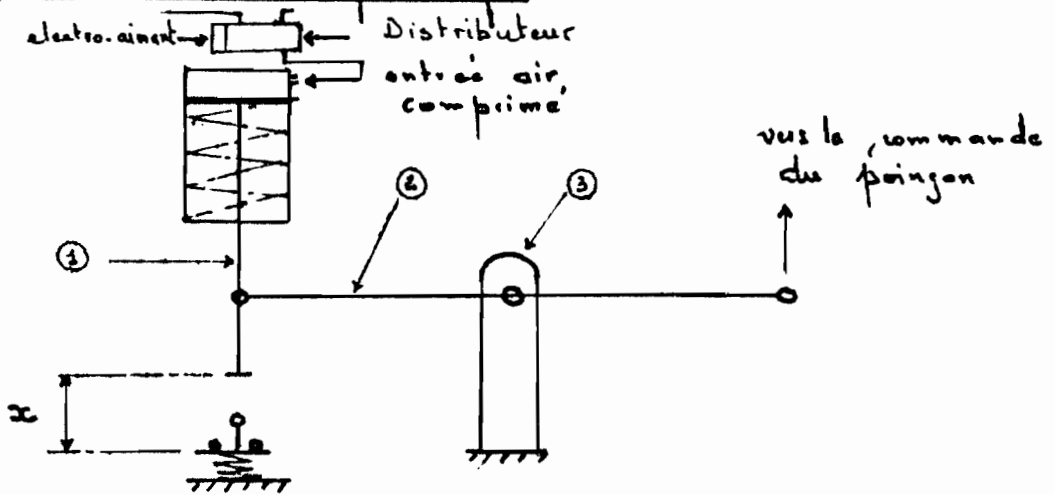 electro-aimant
Distributeur
entrée air
comprimé
vers la commande
du poinçon
②
③
①
x